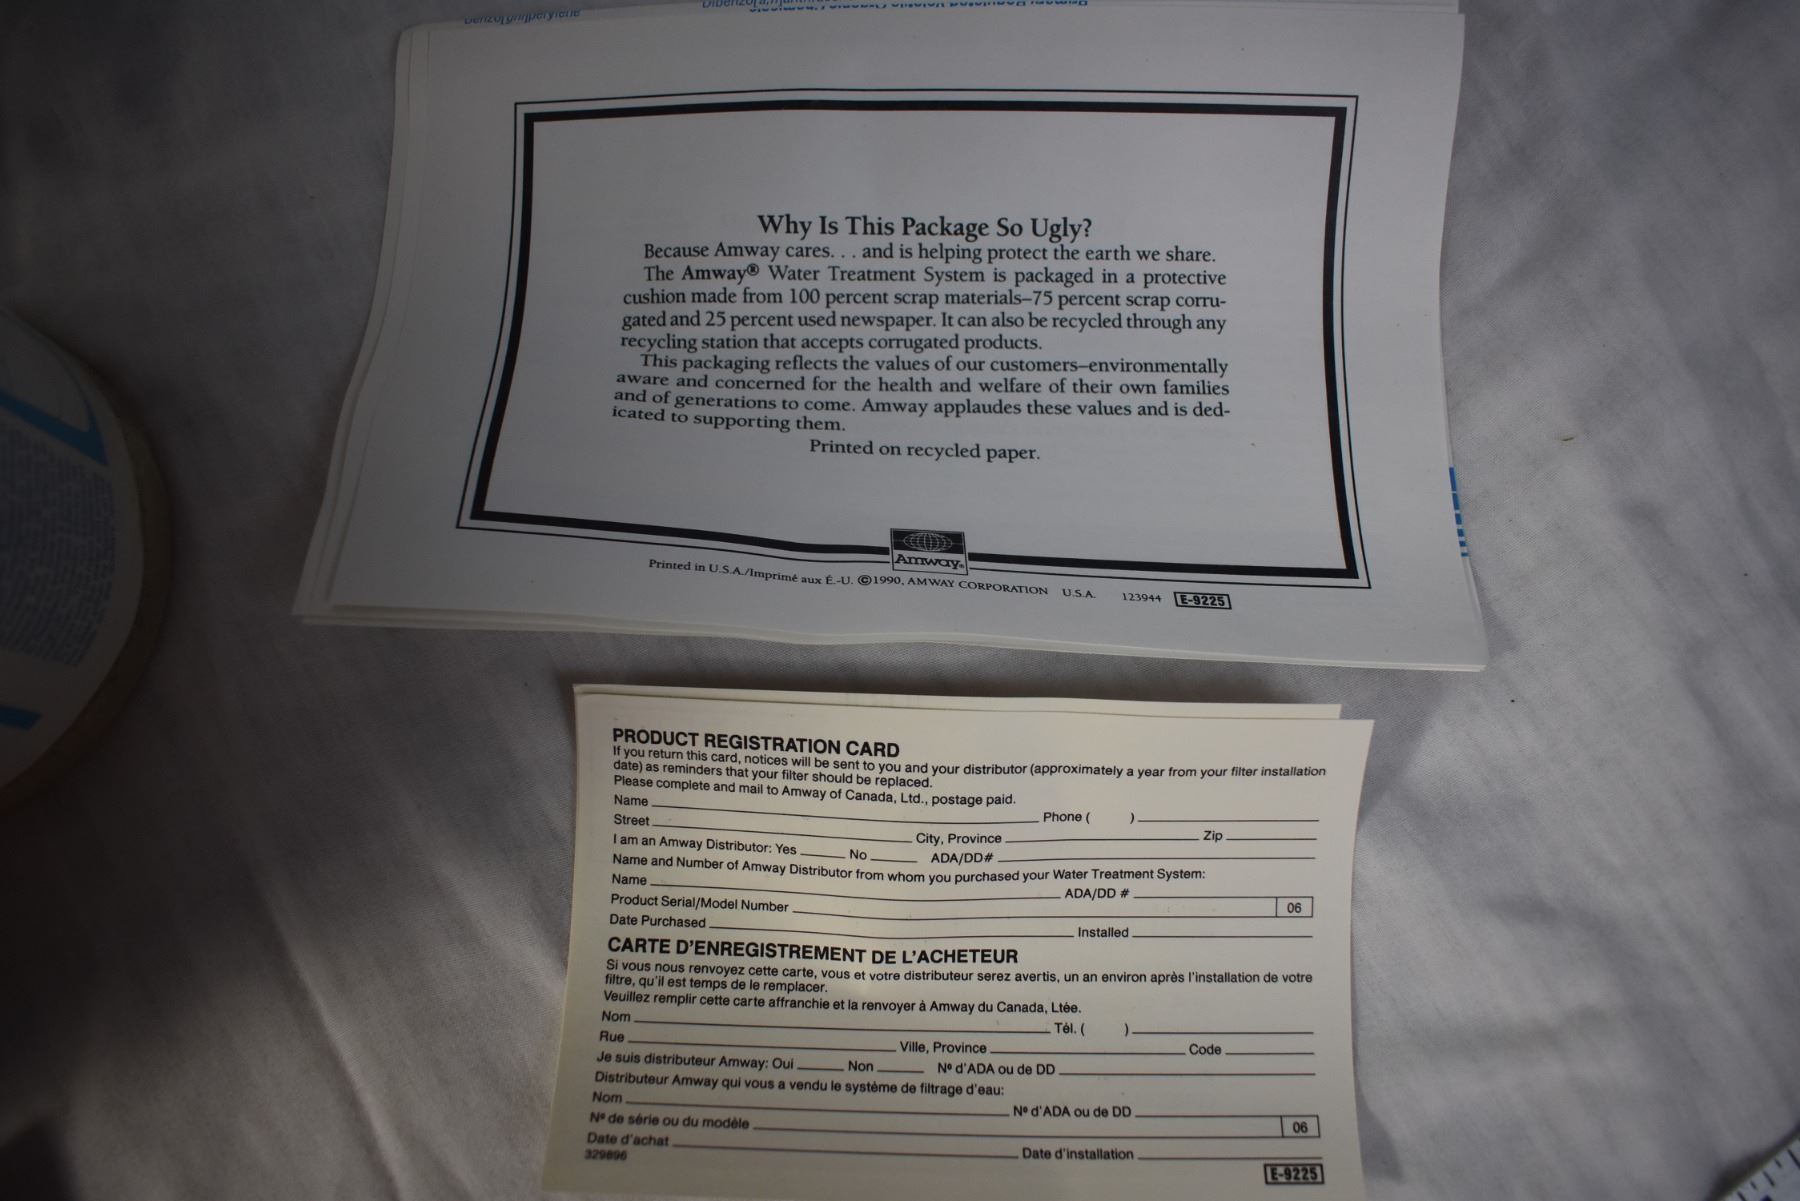 Benzo(ghi)perylene
Why Is This Package So Ugly?
Because Amway cares. . . and is helping protect the earth we share.
The Amway® Water Treatment System is packaged in a protective
cushion made from 100 percent scrap materials–75 percent scrap corru-
gated and 25 percent used newspaper. It can also be recycled through any
recycling station that accepts corrugated products.
This packaging reflects the values of our customers–environmentally
aware and concerned for the health and welfare of their own families
and of generations to come. Amway applaudes these values and is ded-
icated to supporting them.
Printed on recycled paper.
Amway®
Printed in U.S.A./Imprimé aux É.-U. ©1990, AMWAY CORPORATION U.S.A. 123944 E-9225
PRODUCT REGISTRATION CARD
If you return this card, notices will be sent to you and your distributor (approximately a year from your filter installation
date) as reminders that your filter should be replaced.
Please complete and mail to Amway of Canada, Ltd., postage paid.
Name Phone ( )
Street City, Province Zip
I am an Amway Distributor: Yes No ADA/DD#
Name and Number of Amway Distributor from whom you purchased your Water Treatment System:
Name ADA/DD #
Product Serial/Model Number 06
Date Purchased Installed
CARTE D'ENREGISTREMENT DE L'ACHETEUR
Si vous nous renvoyez cette carte, vous et votre distributeur serez avertis, un an environ après l'installation de votre
filtre, qu'il est temps de le remplacer.
Veuillez remplir cette carte affranchie et la renvoyer à Amway du Canada, Ltée.
Nom Tél. ( )
Rue Ville, Province Code
Je suis distributeur Amway: Oui Non Nº d'ADA ou de DD
Distributeur Amway qui vous a vendu le système de filtrage d'eau:
Nom Nº d'ADA ou de DD
Nº de série ou du modèle 06
Date d'achat Date d'installation
329896 E-9225